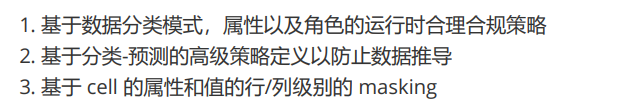 1. 基于数据分类模式，属性以及角色的运行时合理合规策略
2. 基于分类-预测的高级策略定义以防止数据推导
3. 基于 cell 的属性和值的行/列级别的 masking